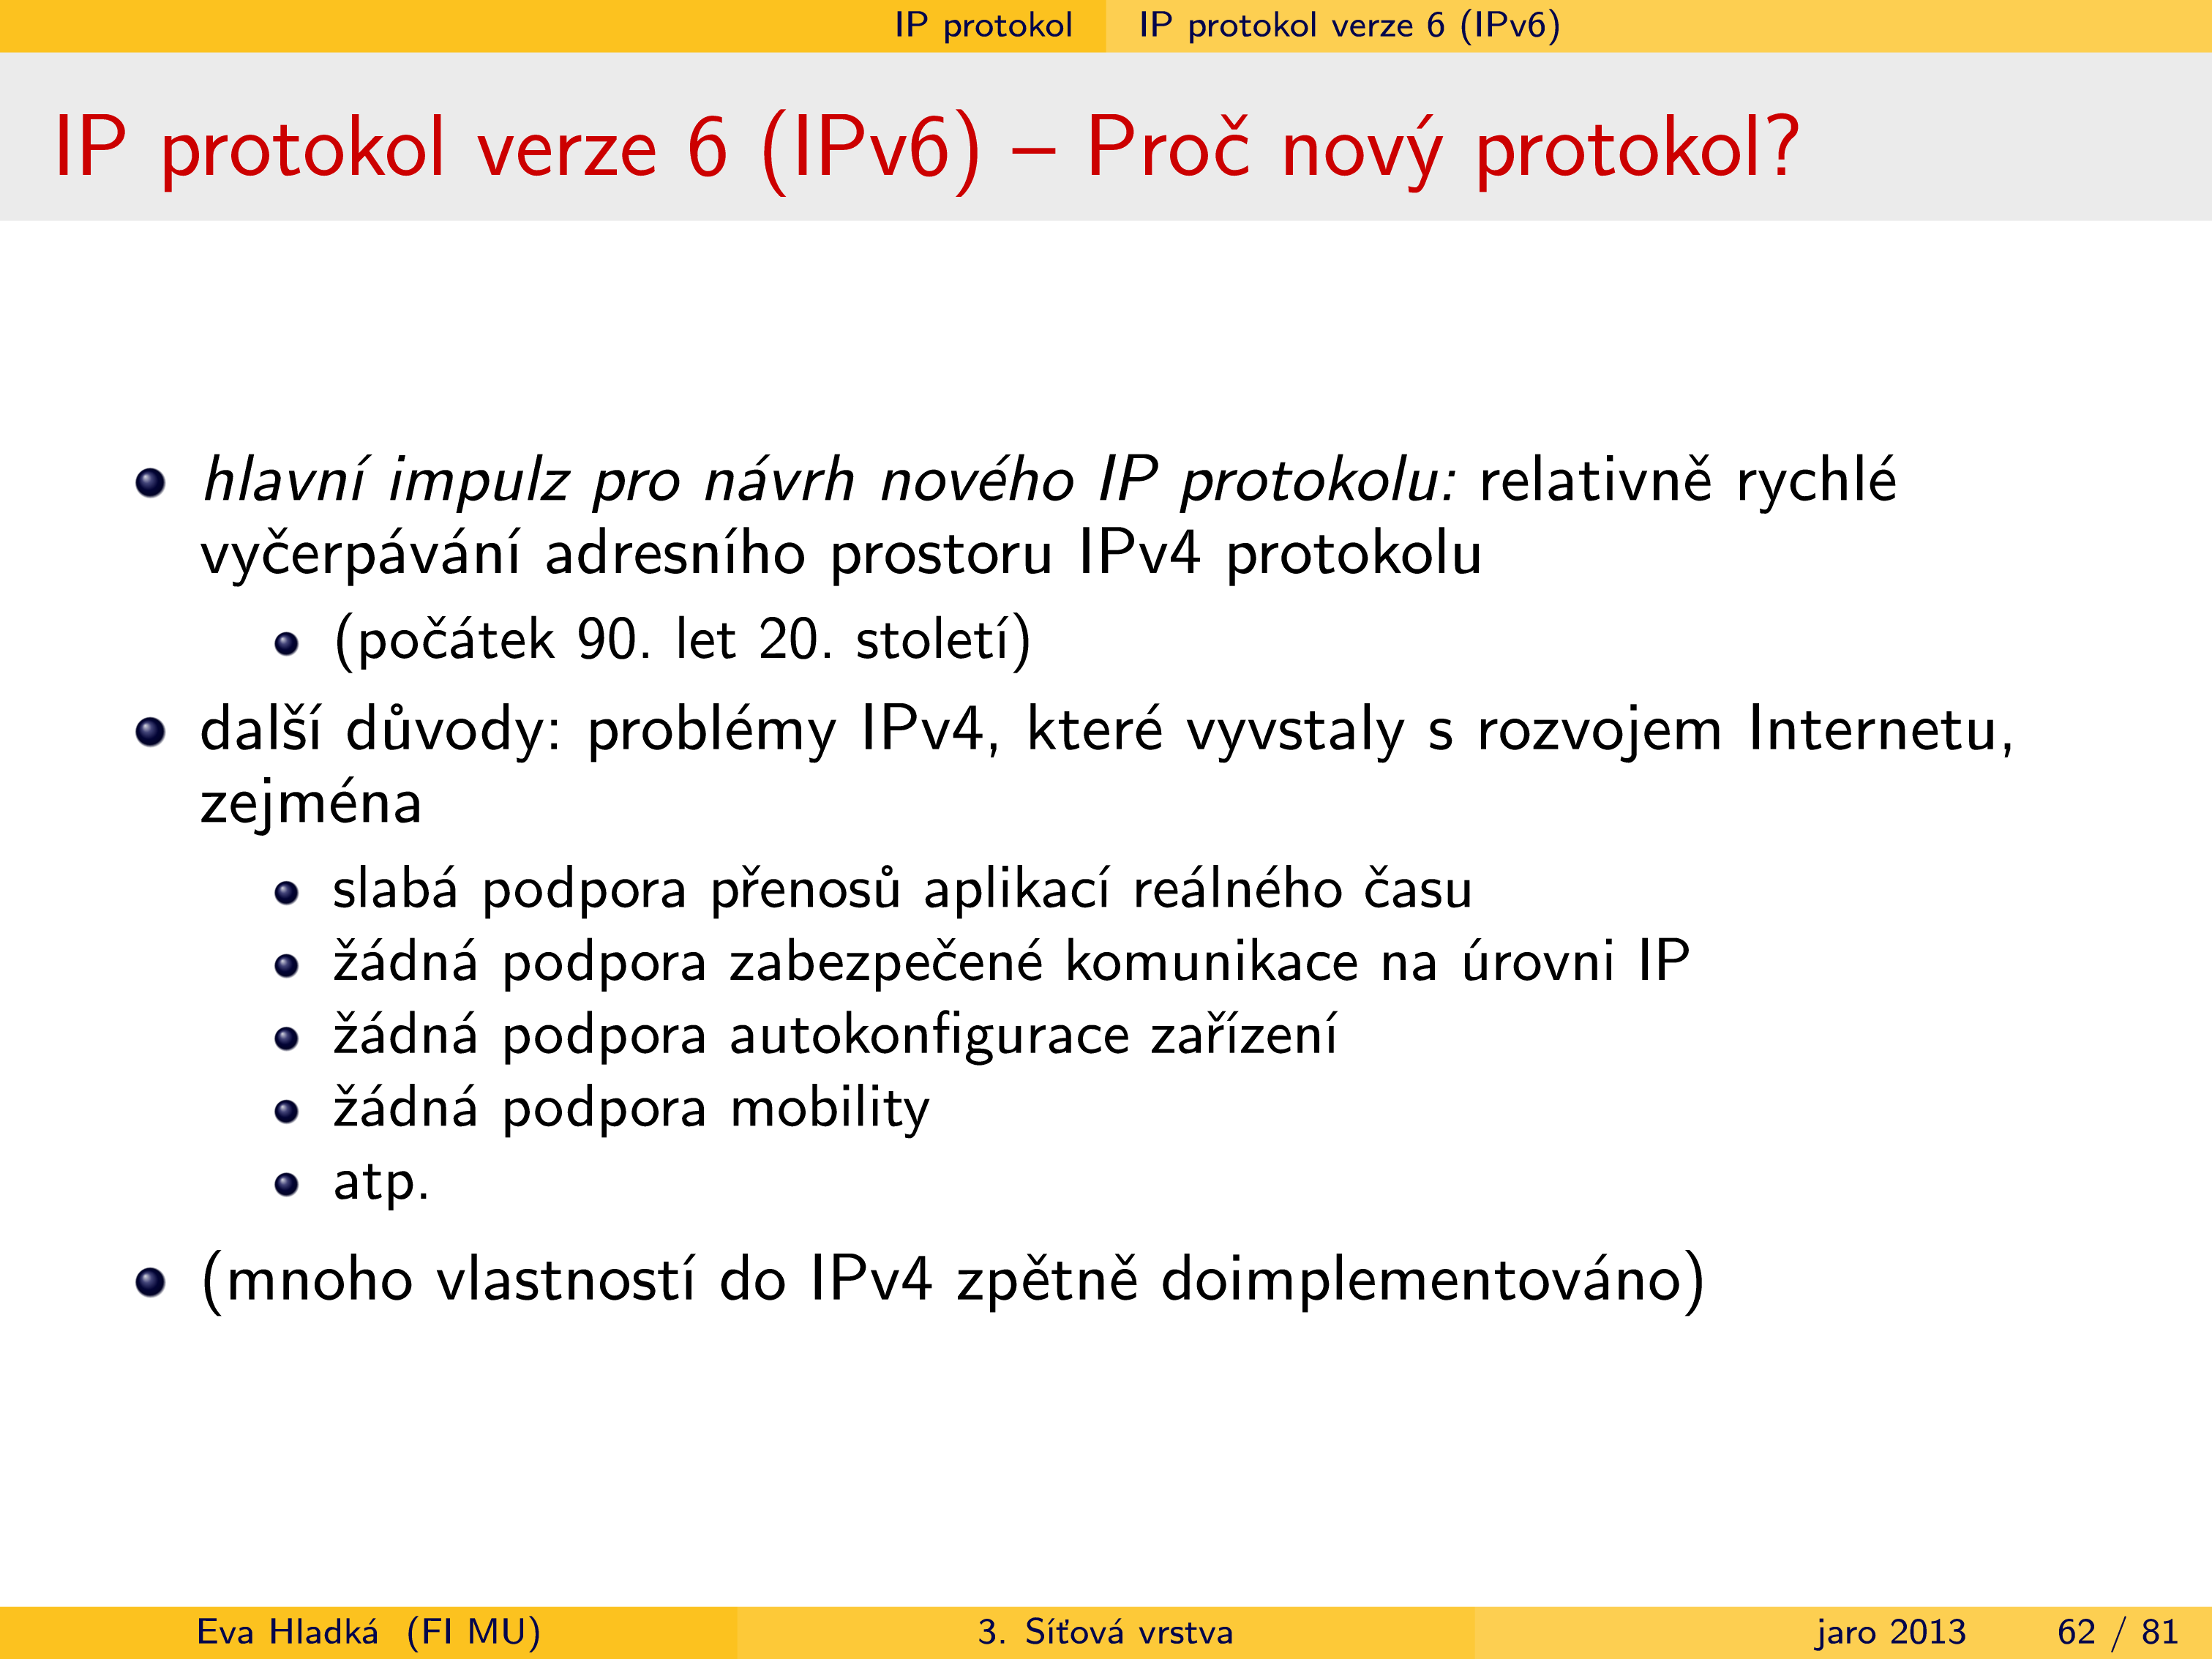 IP protokol IP protokol verze 6 (IPv6)
IP protokol verze 6 (IPv6) – Proč nový protokol?
hlavní impulz pro návrh nového IP protokolu: relativně rychlé
vyčerpávání adresního prostoru IPv4 protokolu
(počátek 90. let 20. století)
další důvody: problémy IPv4, které vyvstaly s rozvojem Internetu,
zejména
slabá podpora přenosů aplikací reálného času
žádná podpora zabezpečené komunikace na úrovni IP
žádná podpora autokonfigurace zařízení
žádná podpora mobility
atp.
(mnoho vlastností do IPv4 zpětně doimplementováno)
Eva Hladká (FI MU) 3. Síťová vrstva jaro 2013 62 / 81